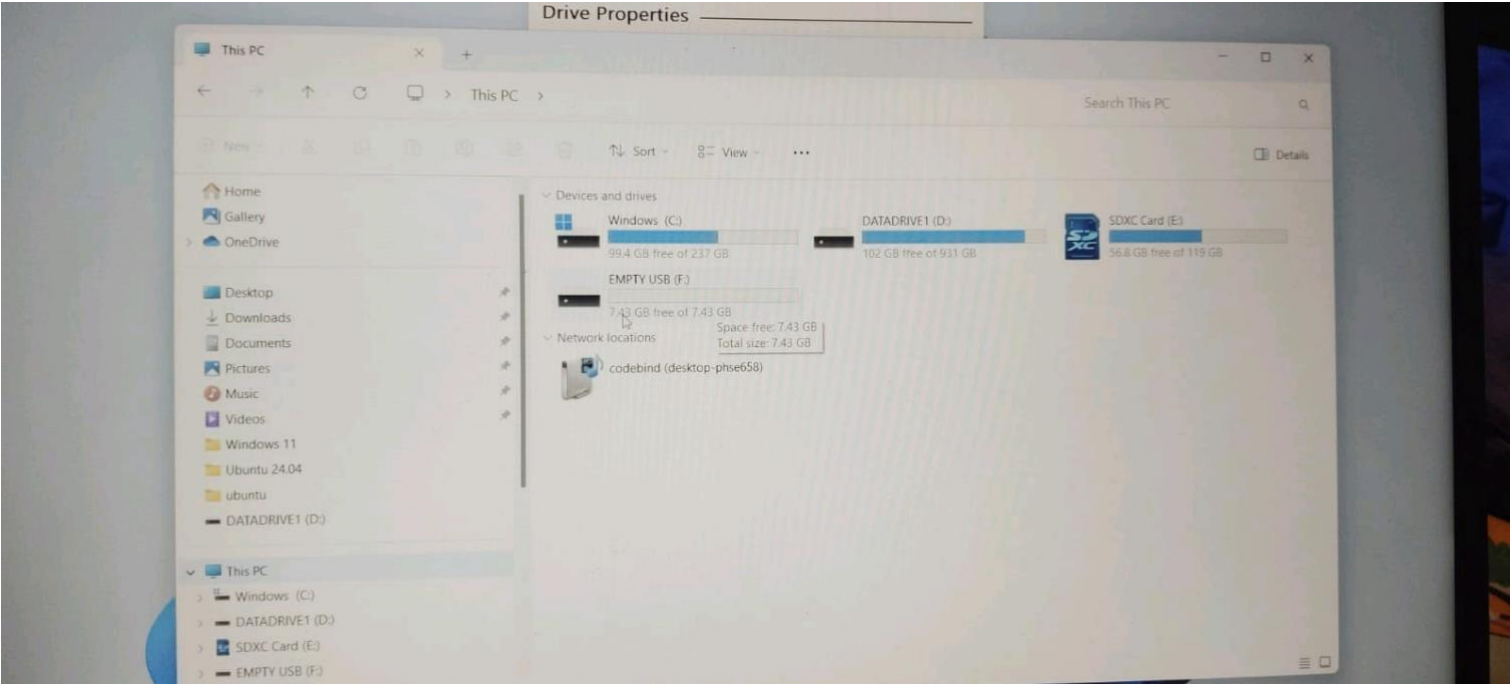 Drive Properties
This PC
This PC
Search This PC
New
Sort
View
Details
Home
Gallery
OneDrive
Desktop
Downloads
Documents
Pictures
Music
Videos
Windows 11
Ubuntu 24.04
ubuntu
DATADRIVE1 (D:)
This PC
Windows (C:)
DATADRIVE1 (D:)
SDXC Card (E:)
EMPTY USB (F:)
Devices and drives
Windows (C:)
99.4 GB free of 237 GB
DATADRIVE1 (D:)
102 GB free of 931 GB
SDXC Card (E:)
56.8 GB free of 119 GB
EMPTY USB (F:)
7.43 GB free of 7.43 GB
Space free: 7.43 GB
Total size: 7.43 GB
Network locations
codebind (desktop-phse658)